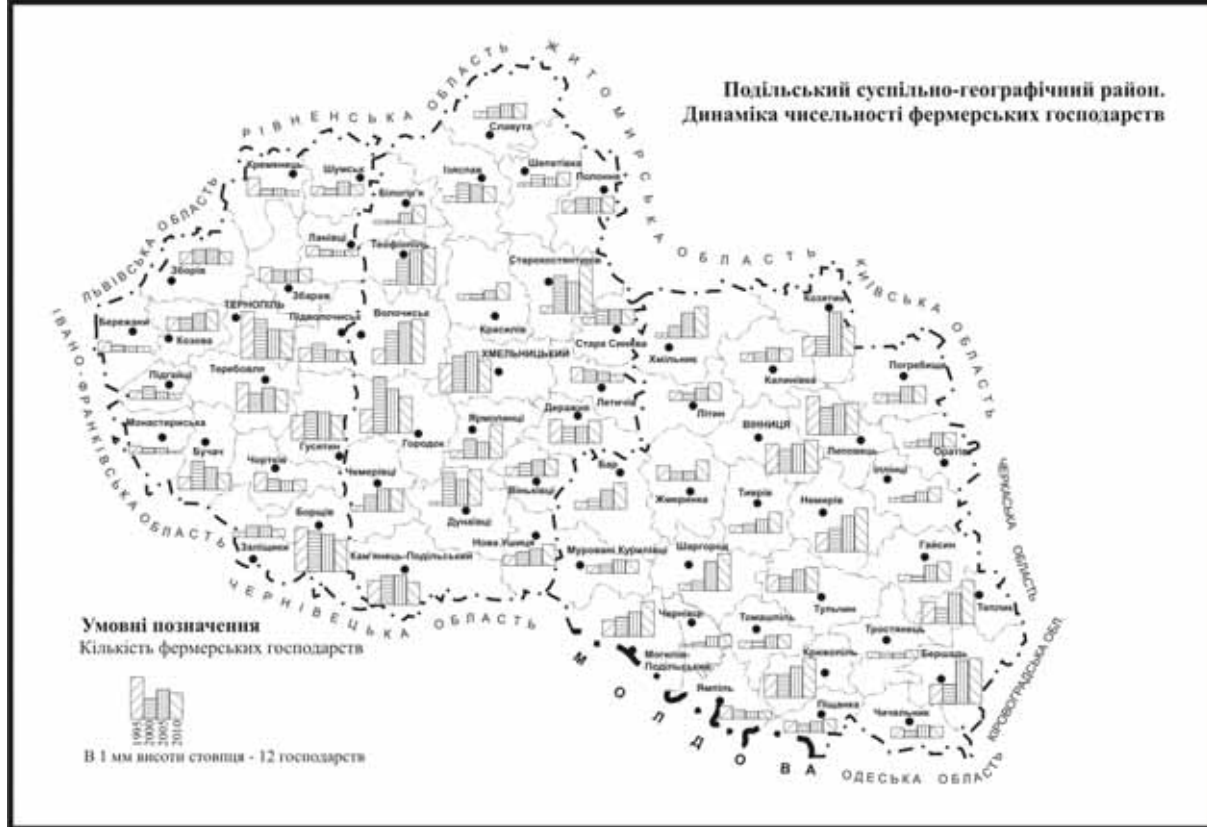 Подільський суспільно-географічний район.
Динаміка чисельності фермерських господарств
РІВНЕНСЬКА ОБЛАСТЬ
ЖИТОМИРСЬКА ОБЛАСТЬ
ЛЬВІВСЬКА ОБЛАСТЬ
КИЇВСЬКА ОБЛАСТЬ
ІВАНО-ФРАНКІВСЬКА ОБЛАСТЬ
ЧЕРКАСЬКА ОБЛАСТЬ
Славута
Кременець
Шумськ
Ізяслав
Шепетівка
Полонне
Білогір'я
Ланівці
Теофіполь
Старокостянтинів
Зборів
Збараж
Козятин
Бережани
Козова
ТЕРНОПІЛЬ
Підволочиськ
Волочиськ
Красилів
Стара Синява
Хмільник
Калинівка
Погребище
Підгайці
Теребовля
ХМЕЛЬНИЦЬКИЙ
Летичів
Літин
Монастириська
Бучач
Гусятин
Городок
Ярмолинці
Деражня
ВІННИЦЯ
Липовець
Оратів
Чортків
Чемерівці
Віньківці
Бар
Жмеринка
Тиврів
Немирів
Іллінці
Борщів
Дунаївці
Заліщики
Кам'янець-Подільський
Нова Ушиця
Муровані Курилівці
Шаргород
Гайсин
Тульчин
Теплик
Чернівці
Томашпіль
Тростянець
Бершадь
Могилів-
Подільський
Крижопіль
Ямпіль
Піщанка
Чичельник
ЧЕРНІВЕЦЬКА ОБЛАСТЬ
МОЛДОВА
ОДЕСЬКА ОБЛАСТЬ
КІРОВОГРАДСЬКА ОБЛ.
Умовні позначення
Кількість фермерських господарств
1995
2000
2005
2010
В 1 мм висоти стовпця - 12 господарств